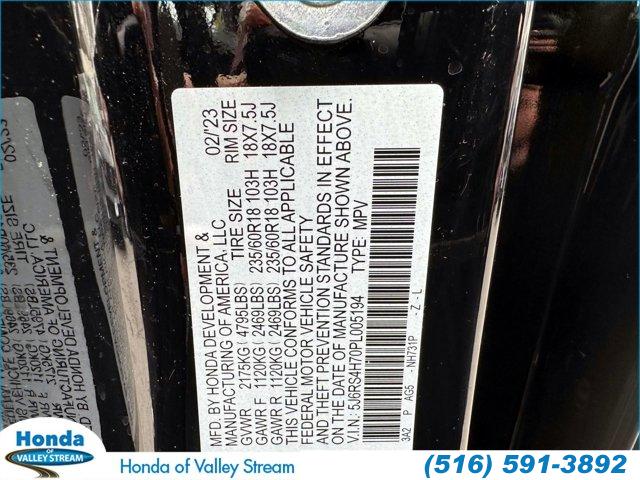 MFD. BY HONDA DEVELOPMENT &
MANUFACTURING OF AMERICA, LLC 02/'23
TIRE SIZE RIM SIZE
GVWR 2175KG ( 4795LBS)
GAWR F 1120KG ( 2469LBS) 235/60R18 103H 18X7.5J
GAWR R 1120KG ( 2469LBS) 235/60R18 103H 18X7.5J
THIS VEHICLE CONFORMS TO ALL APPLICABLE
FEDERAL MOTOR VEHICLE SAFETY
AND THEFT PREVENTION STANDARDS IN EFFECT
ON THE DATE OF MANUFACTURE SHOWN ABOVE.
V.I.N.: 5J6RS4H70PL005194 TYPE: MPV
3A2 P AG5 - NH731P - Z - L
Honda
OF
VALLEY STREAM
Honda of Valley Stream
(516) 591-3892